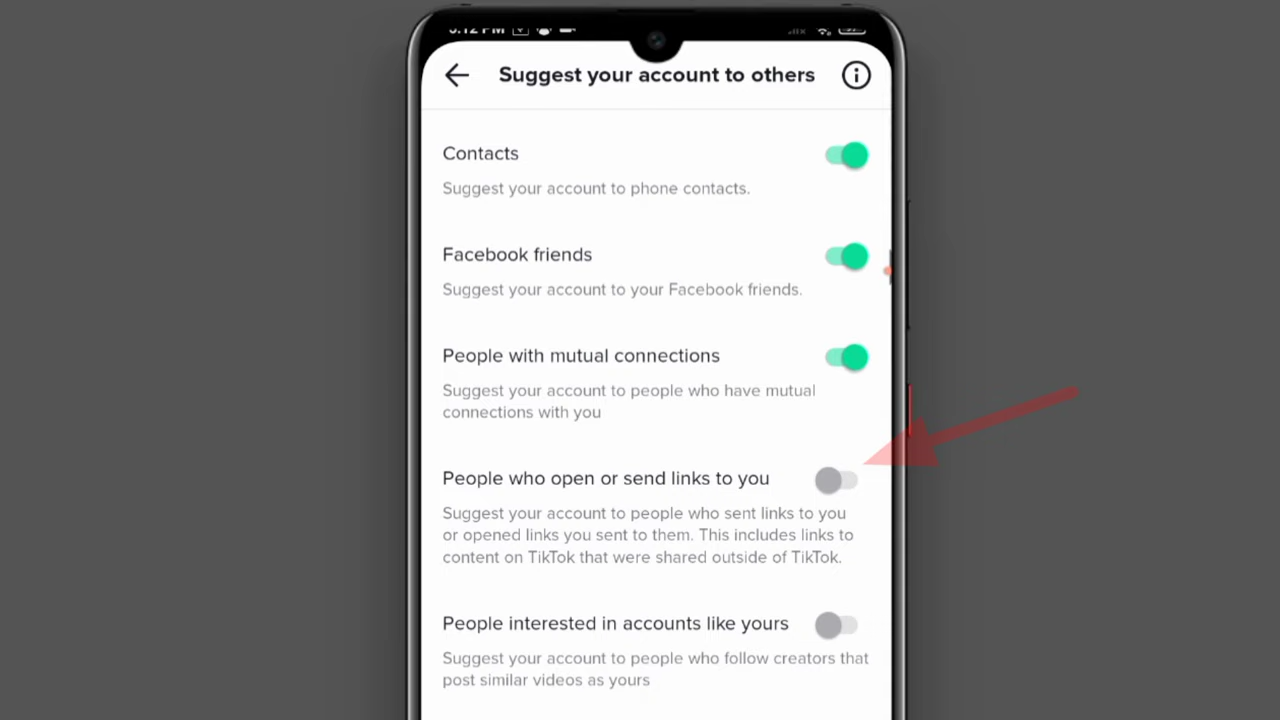 Suggest your account to others
Contacts
Suggest your account to phone contacts.
Facebook friends
Suggest your account to your Facebook friends.
People with mutual connections
Suggest your account to people who have mutual
connections with you
People who open or send links to you
Suggest your account to people who sent links to you
or opened links you sent to them. This includes links to
content on TikTok that were shared outside of TikTok.
People interested in accounts like yours
Suggest your account to people who follow creators that
post similar videos as yours